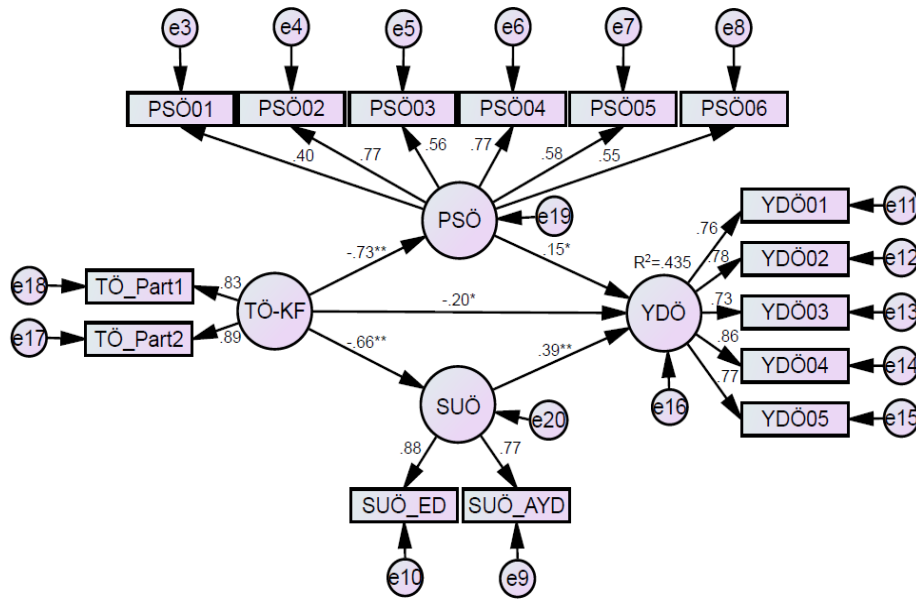 e3 e4 e5 e6 e7 e8
PSÖ01 PSÖ02 PSÖ03 PSÖ04 PSÖ05 PSÖ06
.40 .77 .56 .77 .58 .55
PSÖ e19
YDÖ01 e11
.76
-.73** .15* R²=.435 .78 YDÖ02 e12
e18 TÖ_Part1 .83
TÖ-KF -.20* YDÖ .73 YDÖ03 e13
e17 TÖ_Part2 .89
-.66** .39** .86 YDÖ04 e14
.77
SUÖ e20 e16 YDÖ05 e15
.88 .77
SUÖ_ED SUÖ_AYD
e10 e9